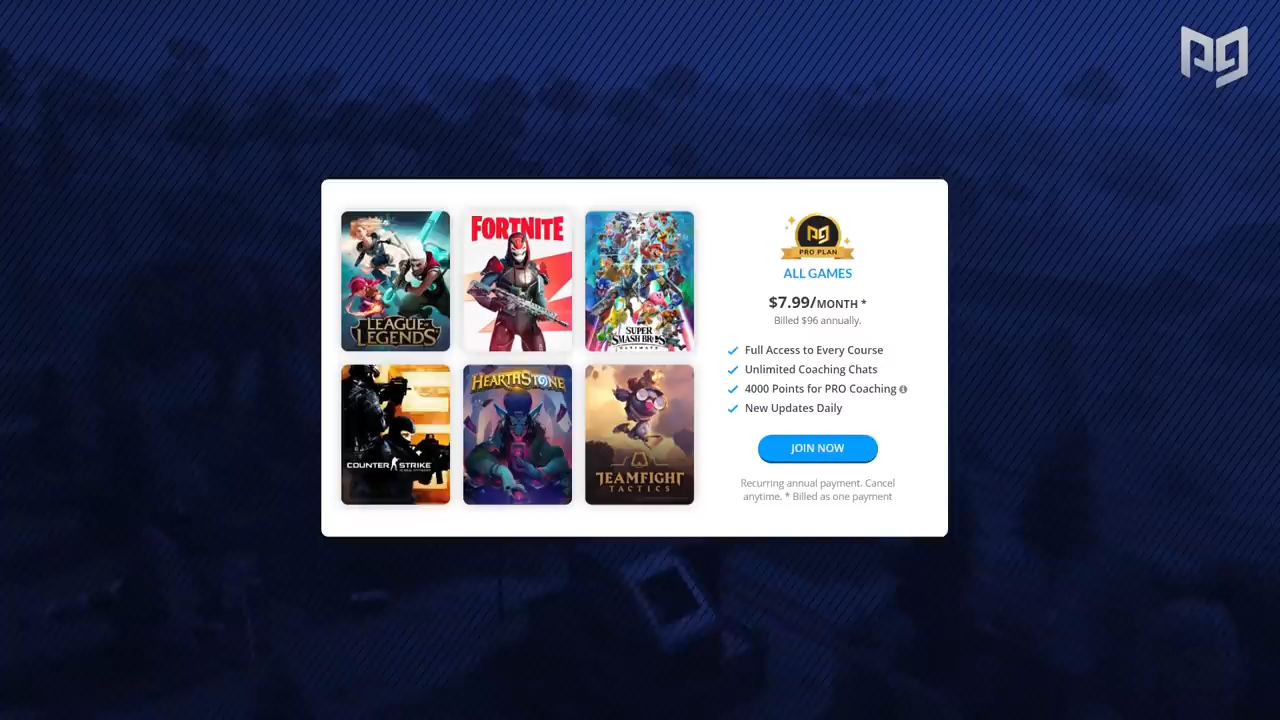 PG
LEAGUE OF
LEGENDS
FORTNITE
SUPER
SMASH BROS.
ULTIMATE
COUNTER STRIKE
HEARTHSTONE
TEAMFIGHT
TACTICS
PG
PRO PLAN
ALL GAMES
$7.99/MONTH *
Billed $96 annually.
Full Access to Every Course
Unlimited Coaching Chats
4000 Points for PRO Coaching
New Updates Daily
JOIN NOW
Recurring annual payment. Cancel
anytime. * Billed as one payment